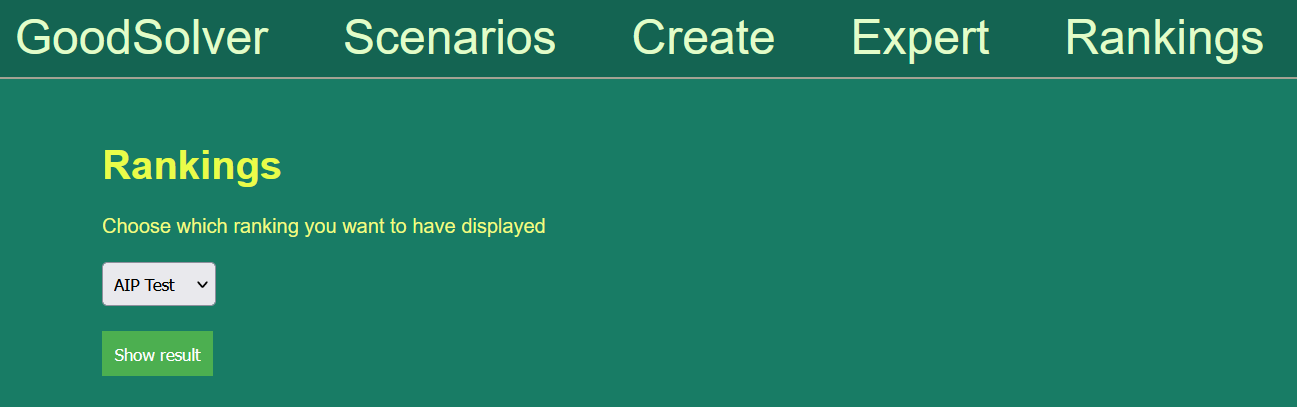 GoodSolver Scenarios Create Expert Rankings
Rankings
Choose which ranking you want to have displayed
AIP Test
Show result